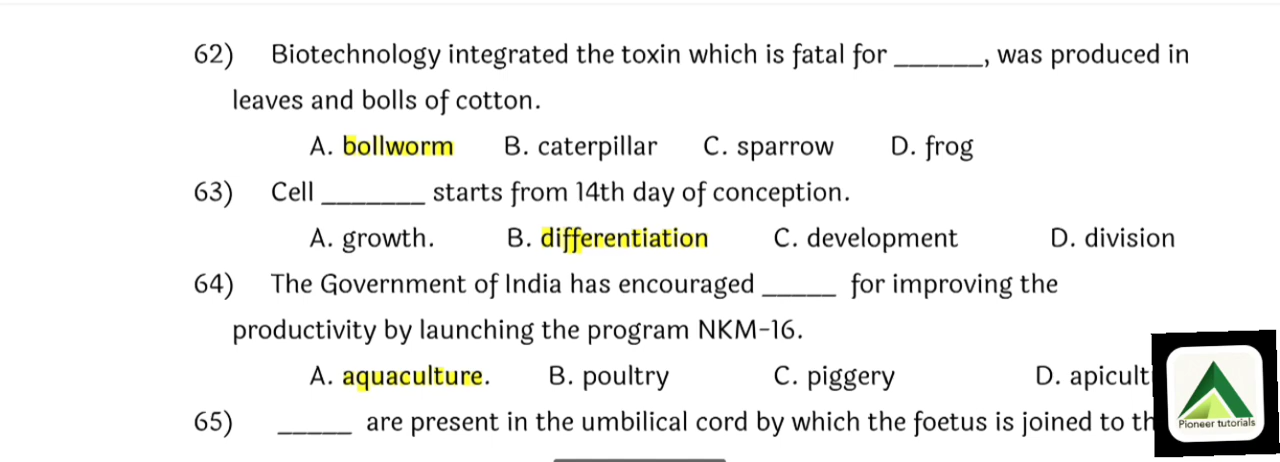 62) Biotechnology integrated the toxin which is fatal for ______, was produced in
leaves and bolls of cotton.
A. bollworm B. caterpillar C. sparrow D. frog
63) Cell _______ starts from 14th day of conception.
A. growth. B. differentiation C. development D. division
64) The Government of India has encouraged _____ for improving the
productivity by launching the program NKM-16.
A. aquaculture. B. poultry C. piggery D. apicult
65) _____ are present in the umbilical cord by which the foetus is joined to th
Pioneer tutorials